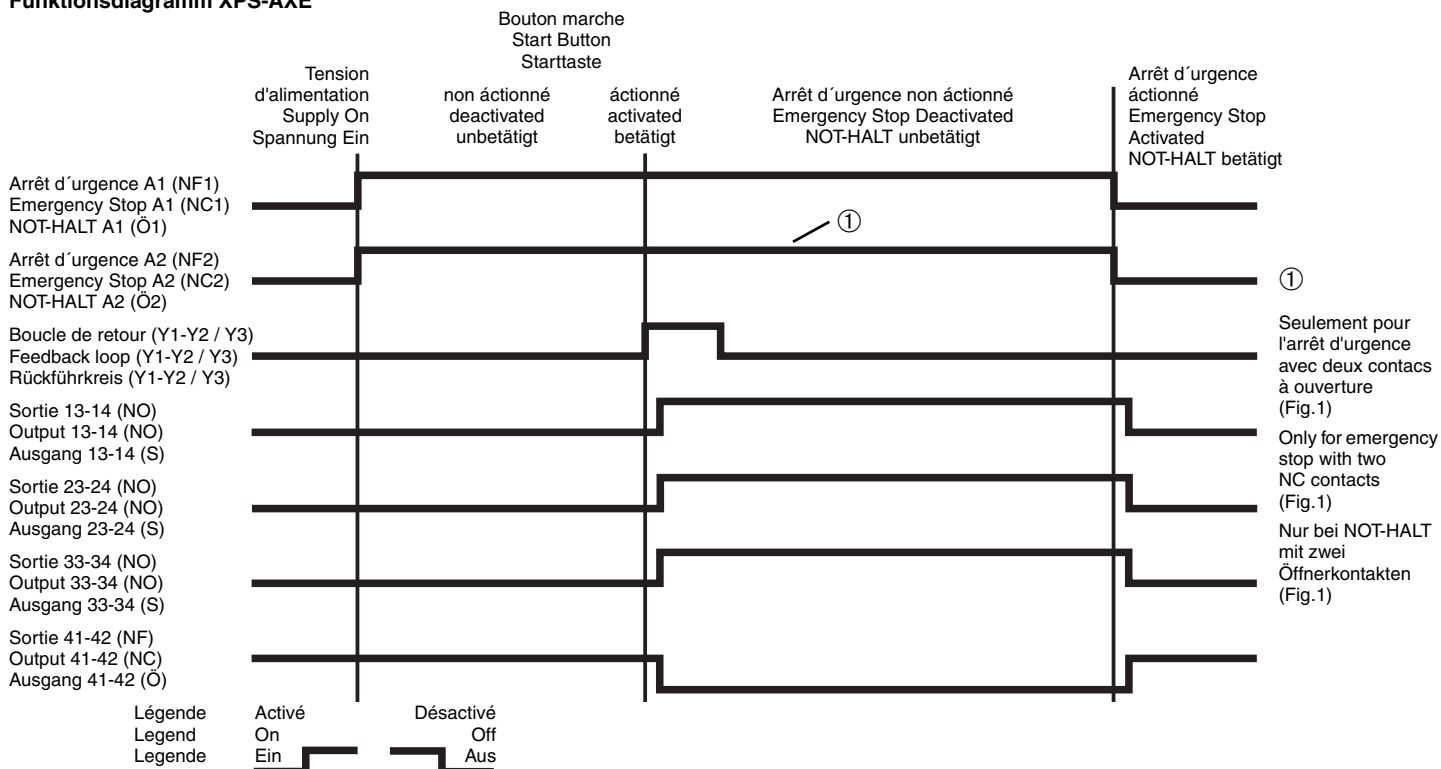 Funktionsdiagramm XPS-AXE
Bouton marche
Start Button
Starttaste
Tension
d'alimentation
Supply On
Spannung Ein
non áctionné
deactivated
unbetätigt
áctionné
activated
betätigt
Arrêt d´urgence non áctionné
Emergency Stop Deactivated
NOT-HALT unbetätigt
Arrêt d´urgence
áctionné
Emergency Stop
Activated
NOT-HALT betätigt
Arrêt d´urgence A1 (NF1)
Emergency Stop A1 (NC1)
NOT-HALT A1 (Ö1)
①
Arrêt d´urgence A2 (NF2)
Emergency Stop A2 (NC2)
NOT-HALT A2 (Ö2)
Boucle de retour (Y1-Y2 / Y3)
Feedback loop (Y1-Y2 / Y3)
Rückführkreis (Y1-Y2 / Y3)
Sortie 13-14 (NO)
Output 13-14 (NO)
Ausgang 13-14 (S)
Sortie 23-24 (NO)
Output 23-24 (NO)
Ausgang 23-24 (S)
Sortie 33-34 (NO)
Output 33-34 (NO)
Ausgang 33-34 (S)
Sortie 41-42 (NF)
Output 41-42 (NC)
Ausgang 41-42 (Ö)
①
Seulement pour
l'arrêt d'urgence
avec deux contacs
à ouverture
(Fig.1)
Only for emergency
stop with two
NC contacts
(Fig.1)
Nur bei NOT-HALT
mit zwei
Öffnerkontakten
(Fig.1)
Légende Activé Désactivé
Legend On Off
Legende Ein Aus